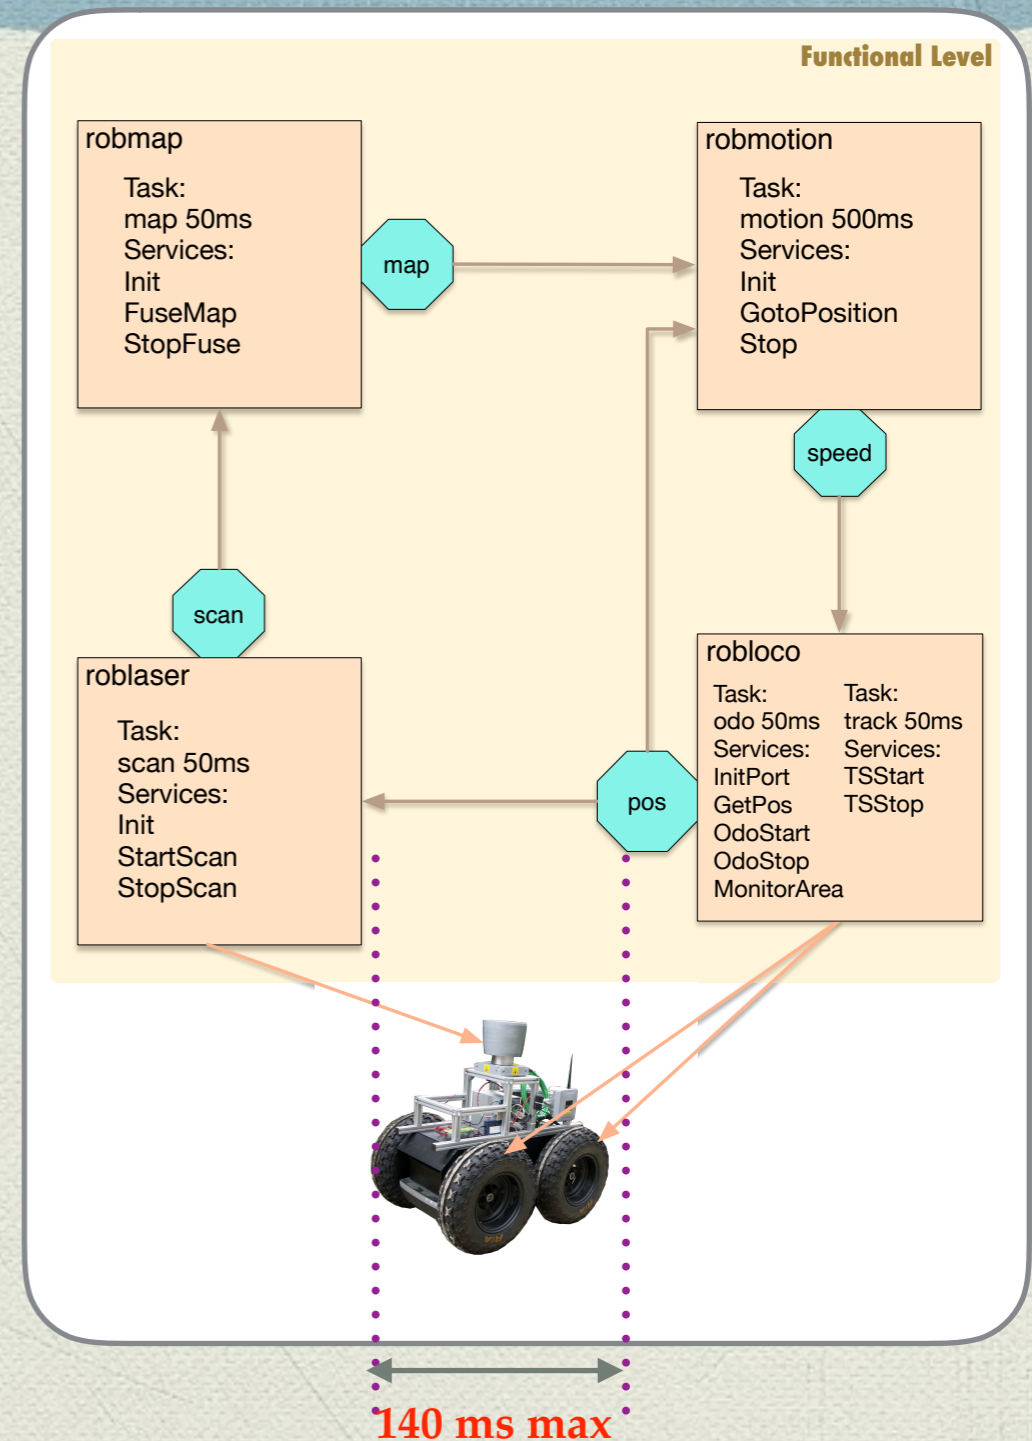 Functional Level
robmap
Task:
map 50ms
Services:
Init
FuseMap
StopFuse
map
robmotion
Task:
motion 500ms
Services:
Init
GotoPosition
Stop
speed
scan
roblaser
Task:
scan 50ms
Services:
Init
StartScan
StopScan
pos
robloco
Task:
odo 50ms
Services:
InitPort
GetPos
OdoStart
OdoStop
MonitorArea
Task:
track 50ms
Services:
TSStart
TSStop
140 ms max